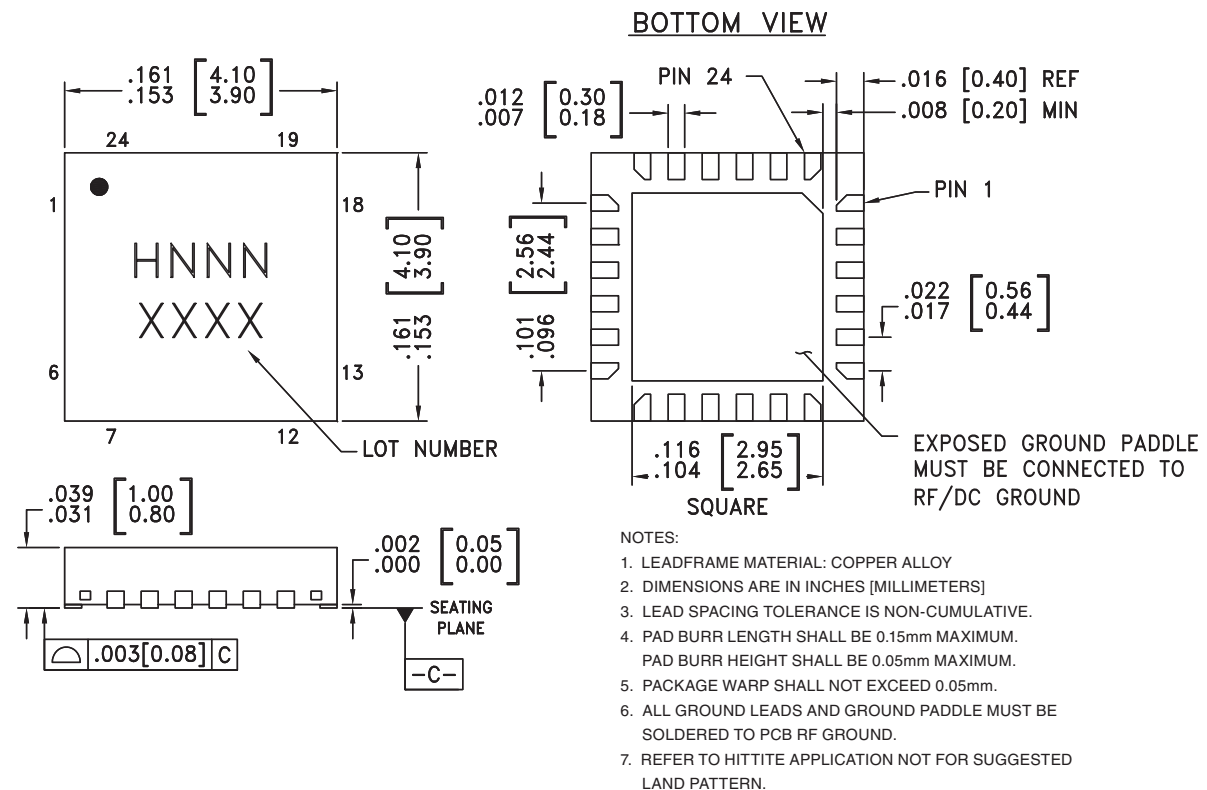 BOTTOM VIEW
.161 [4.10]
.153 [3.90]
24
19
1
18
HNNN
XXXX
6
13
7
12
LOT NUMBER
4.10
3.90
.161
.153
PIN 24
.012 [0.30]
.007 [0.18]
.016 [0.40] REF
.008 [0.20] MIN
PIN 1
2.56
2.44
.101
.096
.022 [0.56]
.017 [0.44]
.116 [2.95]
.104 [2.65]
SQUARE
EXPOSED GROUND PADDLE
MUST BE CONNECTED TO
RF/DC GROUND
.039 [1.00]
.031 [0.80]
.002 [0.05]
.000 [0.00]
SEATING
PLANE
.003[0.08] C
-C-
NOTES:
1. LEADFRAME MATERIAL: COPPER ALLOY
2. DIMENSIONS ARE IN INCHES [MILLIMETERS]
3. LEAD SPACING TOLERANCE IS NON-CUMULATIVE.
4. PAD BURR LENGTH SHALL BE 0.15mm MAXIMUM.
PAD BURR HEIGHT SHALL BE 0.05mm MAXIMUM.
5. PACKAGE WARP SHALL NOT EXCEED 0.05mm.
6. ALL GROUND LEADS AND GROUND PADDLE MUST BE
SOLDERED TO PCB RF GROUND.
7. REFER TO HITTITE APPLICATION NOT FOR SUGGESTED
LAND PATTERN.